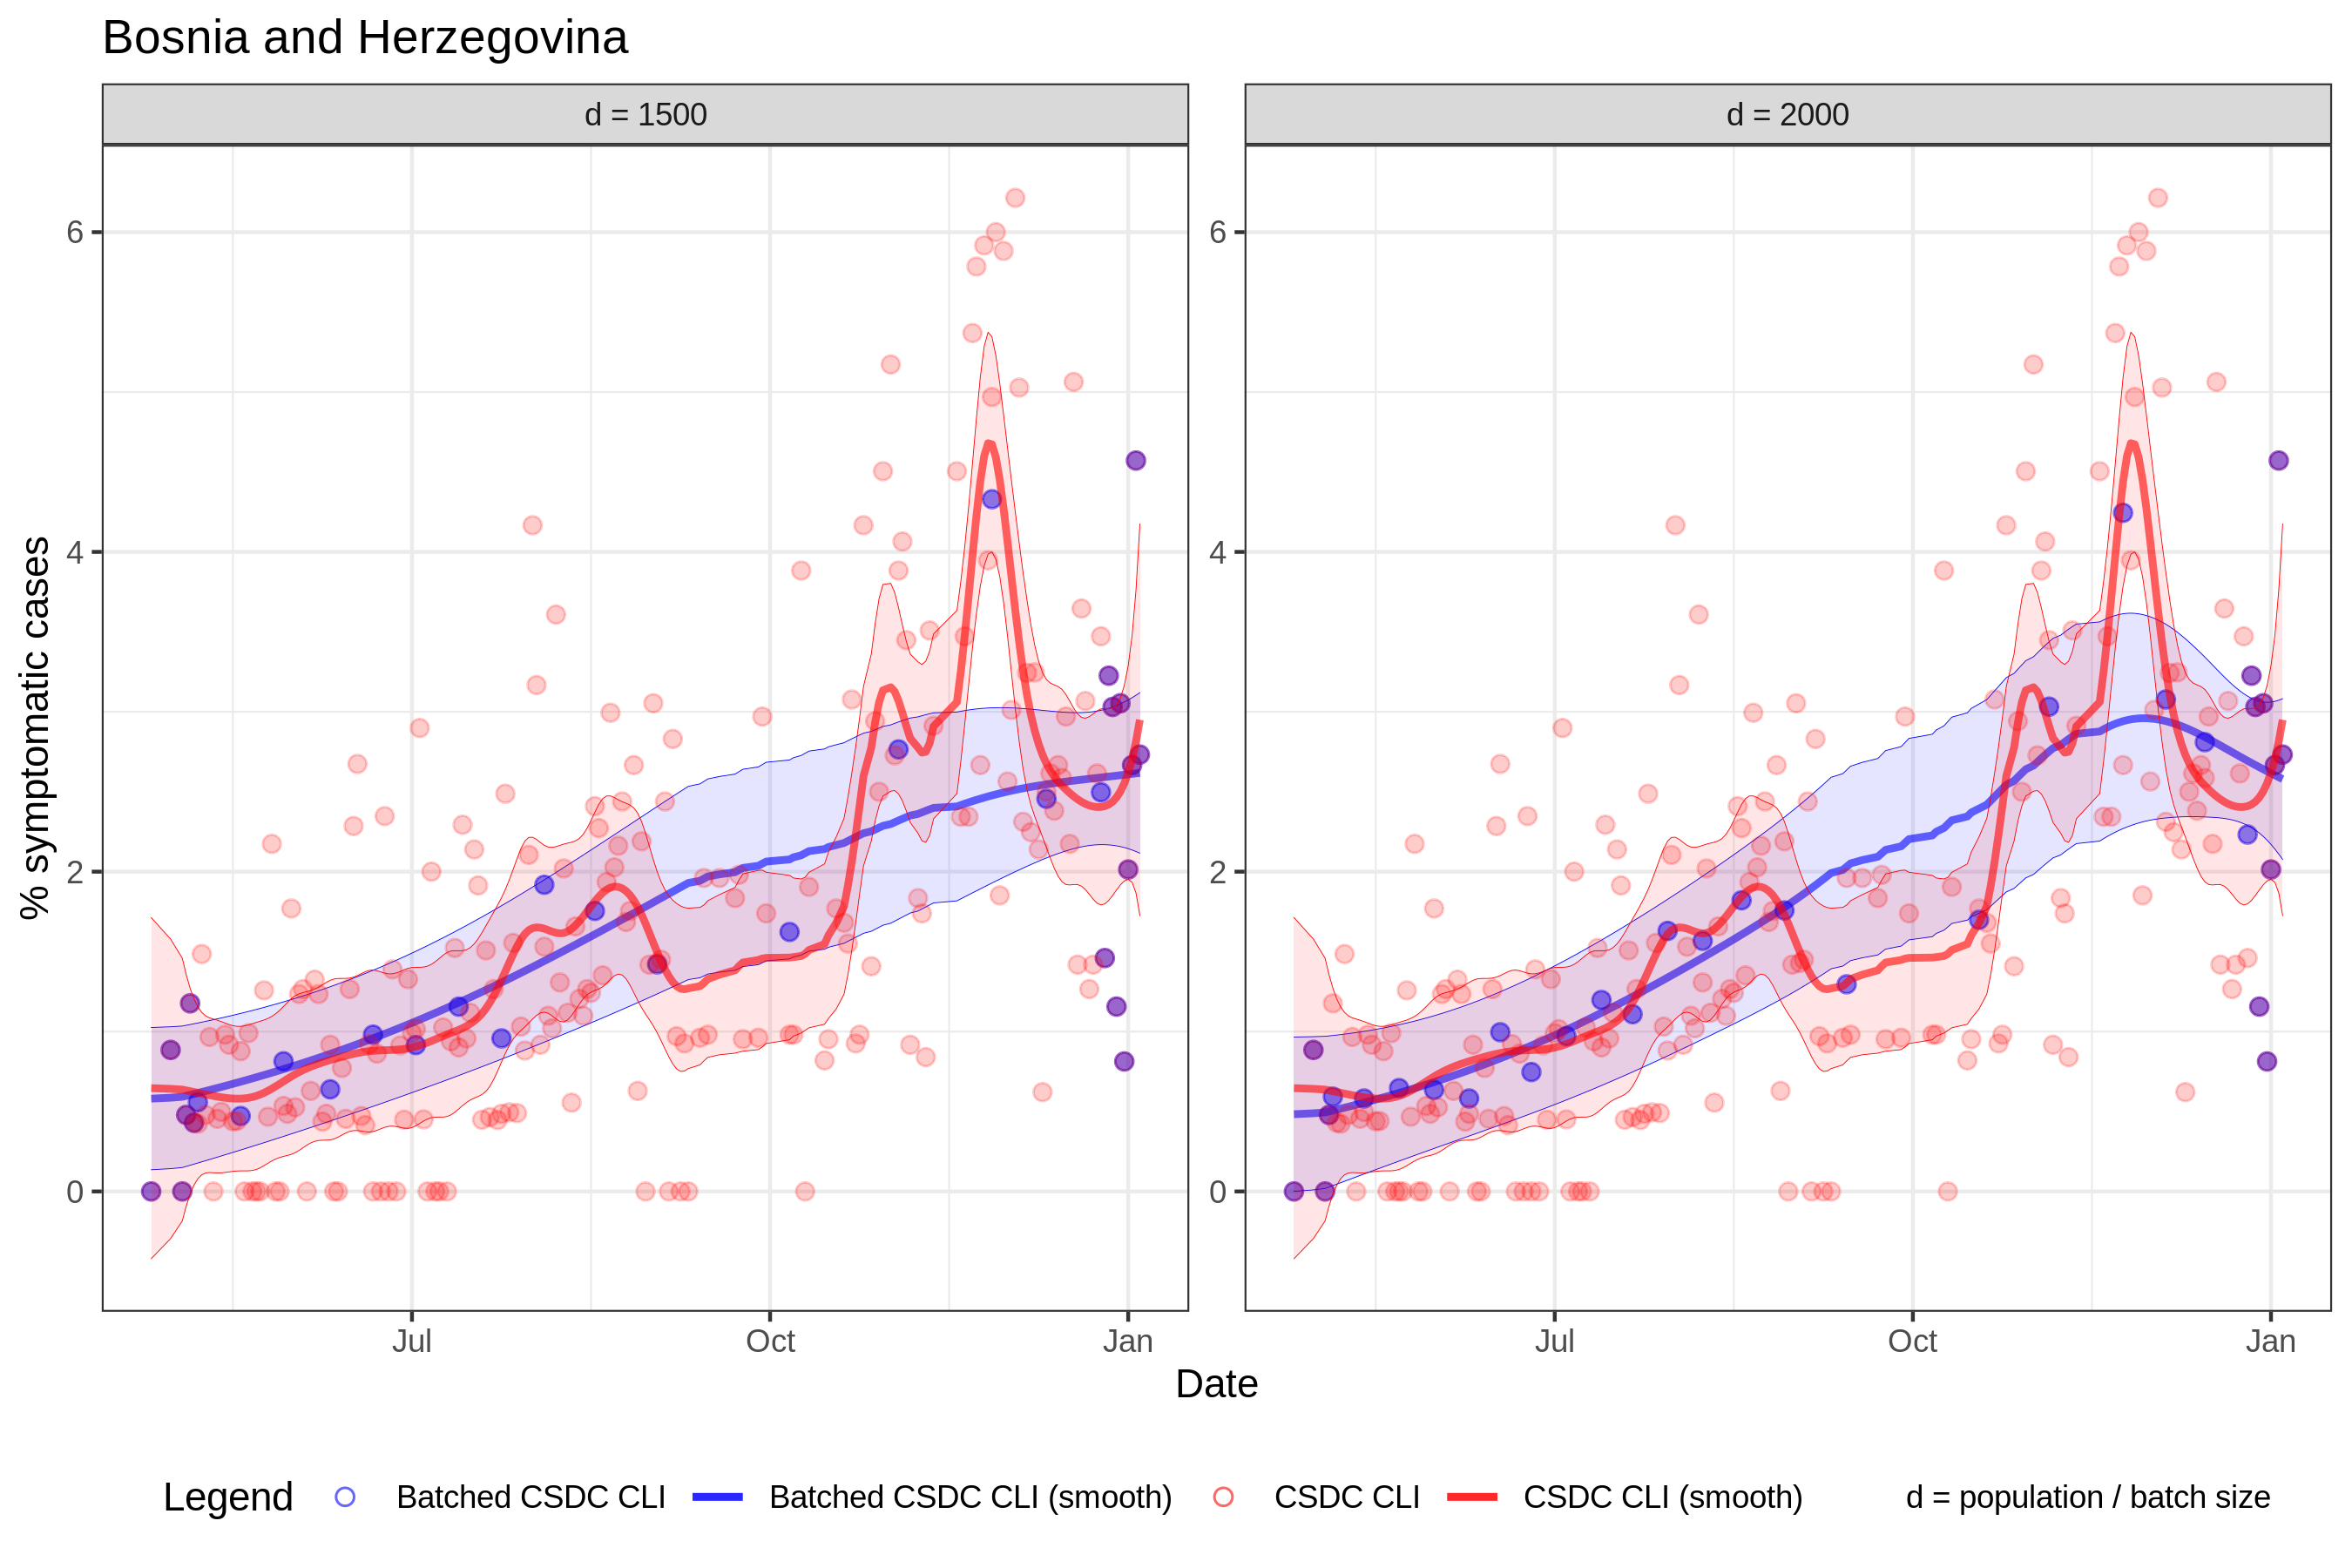 Bosnia and Herzegovina
d = 1500
d = 2000
% symptomatic cases
6
4
2
0
6
4
2
0
Jul
Oct
Jan
Jul
Oct
Jan
Date
Legend
Batched CSDC CLI
Batched CSDC CLI (smooth)
CSDC CLI
CSDC CLI (smooth)
d = population / batch size